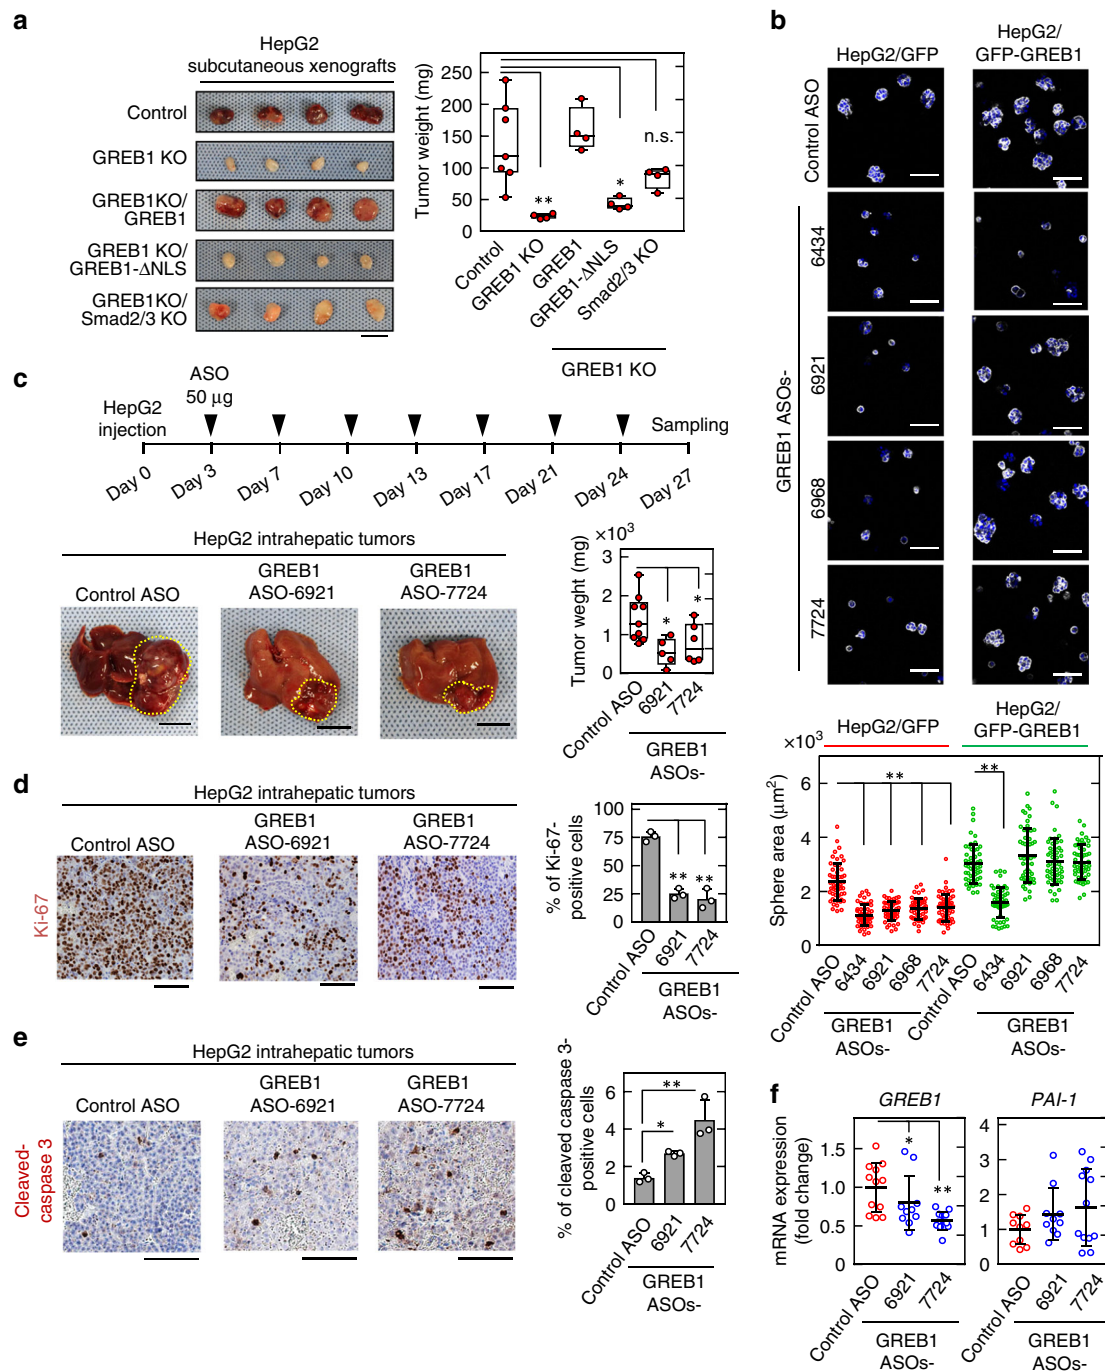 a
HepG2
subcutaneous xenografts
Control
GREB1 KO
GREB1KO/
GREB1
GREB1 KO/
GREB1-ΔNLS
GREB1KO/
Smad2/3 KO
Tumor weight (mg)
250
200
150
100
50
0
**
*
n.s.
Control
GREB1 KO
GREB1
GREB1-ΔNLS
Smad2/3 KO
GREB1 KO
b
HepG2/GFP
HepG2/
GFP-GREB1
Control ASO
GREB1 ASOs-
6434
6921
6968
7724
HepG2/GFP
HepG2/
GFP-GREB1
×10³
Sphere area (μm²)
6
4
2
0
**
**
Control ASO
6434
6921
6968
7724
Control ASO
6434
6921
6968
7724
GREB1
ASOs-
GREB1
ASOs-
c
ASO
50 μg
HepG2
injection
Sampling
Day 0
Day 3
Day 7
Day 10
Day 13
Day 17
Day 21
Day 24
Day 27
HepG2 intrahepatic tumors
Control ASO
GREB1
ASO-6921
GREB1
ASO-7724
×10³
Tumor weght (mg)
3
2
1
0
*
*
Control ASO
6921
7724
GREB1
ASOs-
d
HepG2 intrahepatic tumors
Control ASO
GREB1
ASO-6921
GREB1
ASO-7724
Ki-67
% of Ki-67-
positive cells
100
75
50
25
0
**
**
Control ASO
6921
7724
GREB1
ASOs-
e
HepG2 intrahepatic tumors
Control ASO
GREB1
ASO-6921
GREB1
ASO-7724
Cleaved-
caspase 3
% of cleaved caspase 3-
positive cells
6
4
2
0
*
**
Control ASO
6921
7724
GREB1
ASOs-
f
GREB1
mRNA expression
(fold change)
1.5
1.0
0.5
0
*
**
Control ASO
6921
7724
GREB1
ASOs-
PAI-1
4
3
2
1
0
Control ASO
6921
7724
GREB1
ASOs-